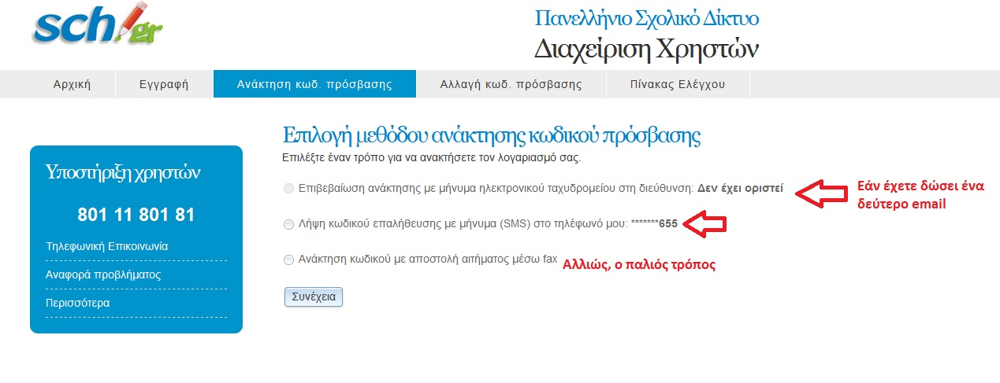 sch.gr
Πανελλήνιο Σχολικό Δίκτυο
Διαχείριση Χρηστών
Αρχική Εγγραφή Ανάκτηση κωδ. πρόσβασης Αλλαγή κωδ. πρόσβασης Πίνακας Ελέγχου
Υποστήριξη χρηστών
801 11 801 81
Τηλεφωνική Επικοινωνία
Αναφορά προβλήματος
Περισσότερα
Επιλογή μεθόδου ανάκτησης κωδικού πρόσβασης
Επιλέξτε έναν τρόπο για να ανακτήσετε τον λογαριασμό σας.
Επιβεβαίωση ανάκτησης με μήνυμα ηλεκτρονικού ταχυδρομείου στη διεύθυνση: Δεν έχει οριστεί
Εάν έχετε δώσει ένα
δεύτερο email
Λήψη κωδικού επαλήθευσης με μήνυμα (SMS) στο τηλέφωνό μου: *******655
Ανάκτηση κωδικού με αποστολή αιτήματος μέσω fax Αλλιώς, ο παλιός τρόπος
Συνέχεια